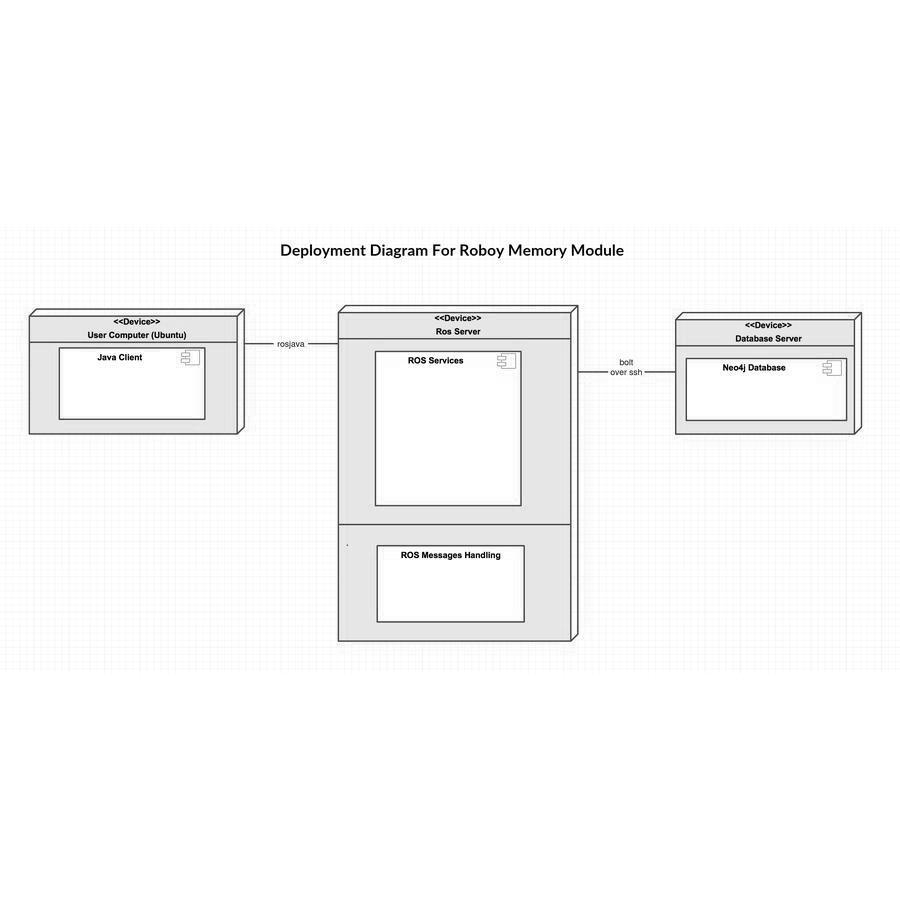 Deployment Diagram For Roboy Memory Module
<<Device>>
User Computer (Ubuntu)
Java Client
rosjava
<<Device>>
Ros Server
ROS Services
ROS Messages Handling
bolt
over ssh
<<Device>>
Database Server
Neo4j Database